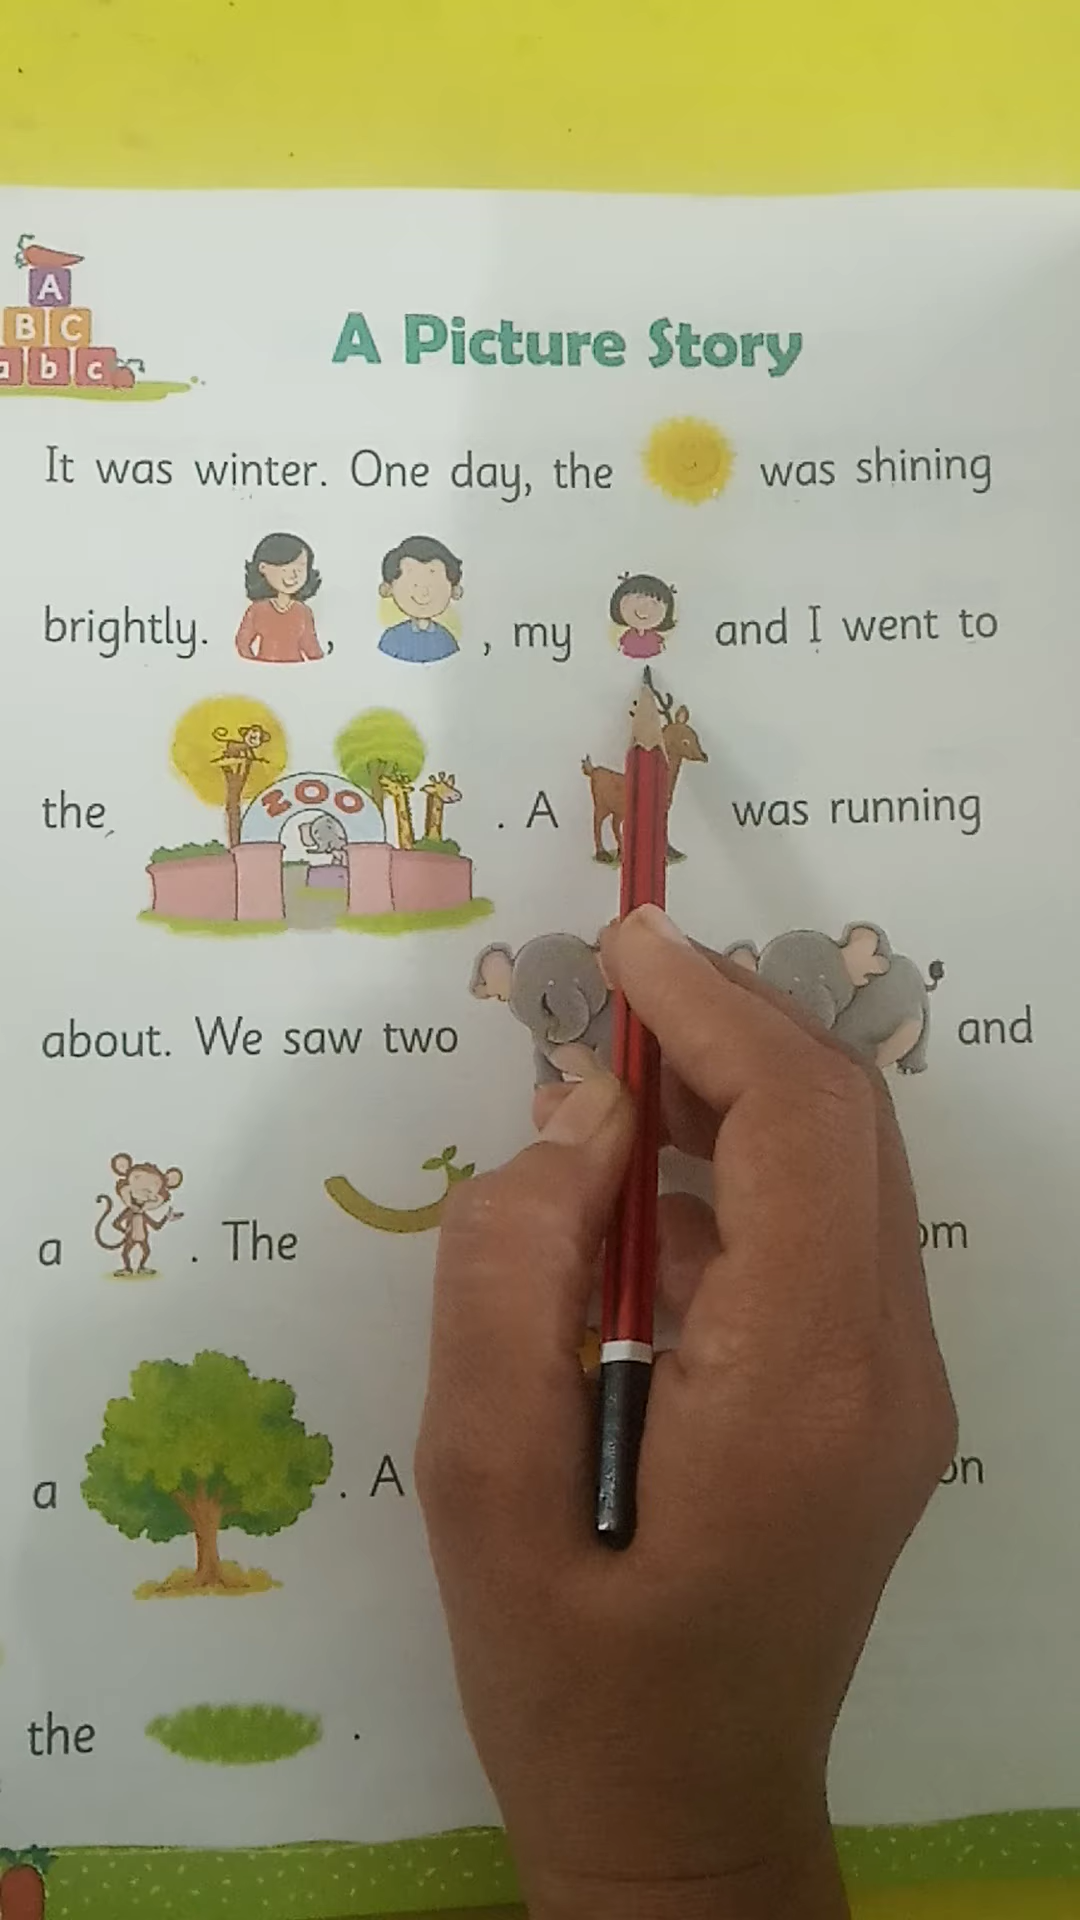 A
B C
a b c
A Picture Story
It was winter. One day, the was shining
brightly. , , my and I went to
ZOO
the . A was running
about. We saw two and
a . The
a . A
the .